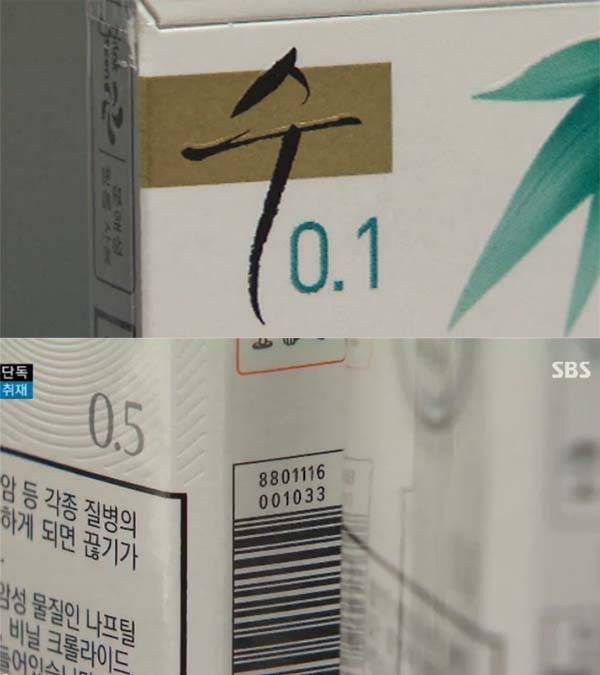 수
0.1
단독
취재
SBS
0.5
8801116
001033
암 등 각종 질병의
하게 되면 끊기가
암성 물질인 나프틸
비닐 크롤라이드